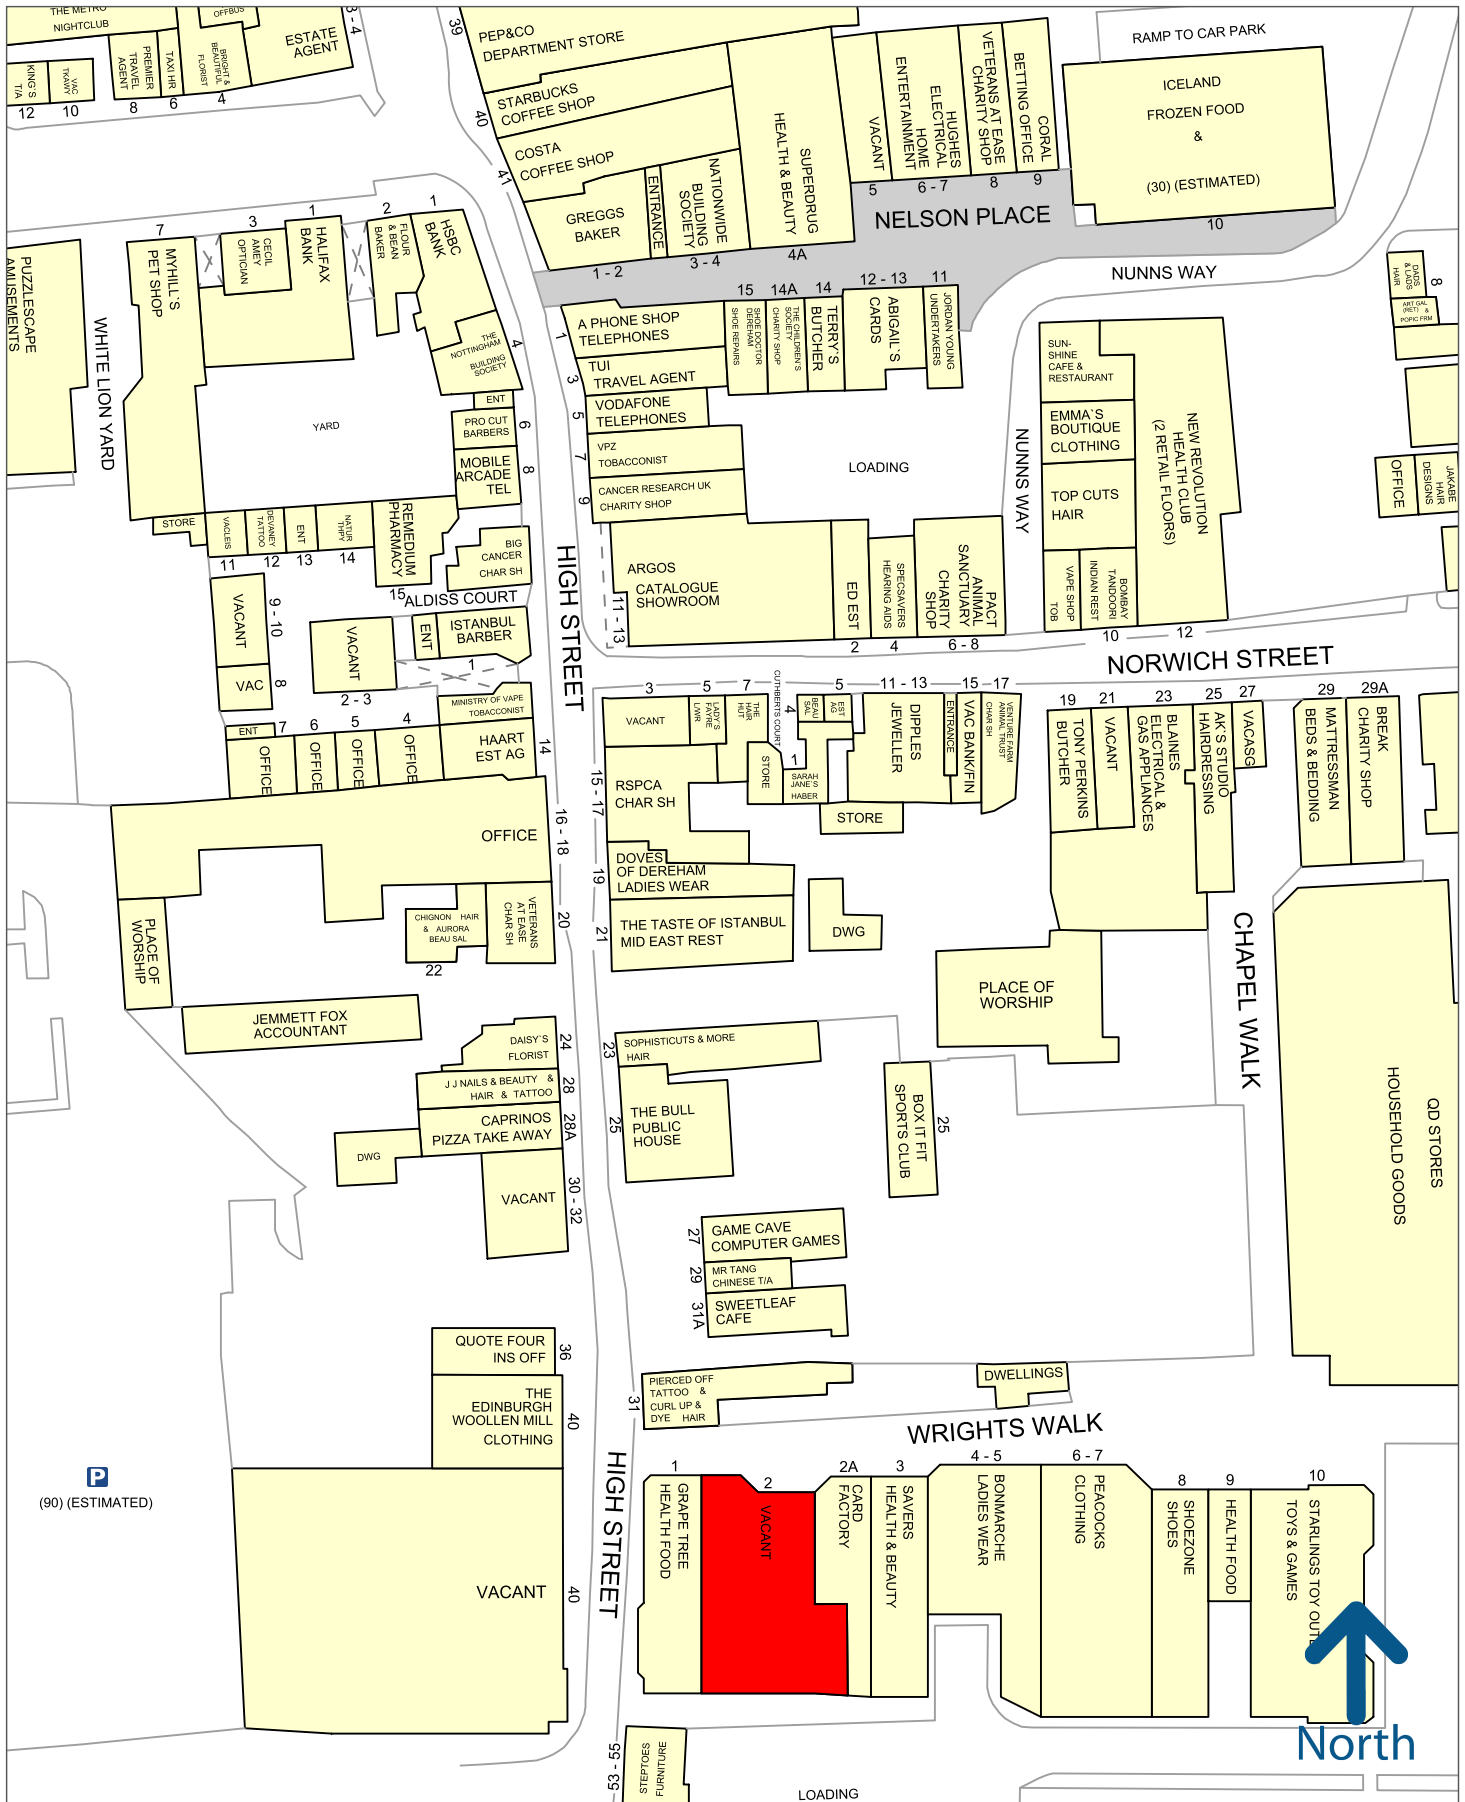 THE METRO
NIGHTCLUB
OFFBUS
ESTATE
AGENT
3 - 4
KING'S
T/A
12
VAC
TKAWY
10
PREMIER
TRAVEL
AGENT
8
TAXI HR
6
BRIGHT &
BEAUTIFUL
FLORIST
4
39
PEP&CO
DEPARTMENT STORE
STARBUCKS
COFFEE SHOP
40
COSTA
COFFEE SHOP
41
GREGGS
BAKER
1 - 2
ENTRANCE
NATIONWIDE
BUILDING
SOCIETY
3 - 4
SUPERDRUG
HEALTH & BEAUTY
4A
VACANT
5
HUGHES
ELECTRICAL
HOME
ENTERTAINMENT
6 - 7
VETERANS AT EASE
CHARITY SHOP
8
CORAL
BETTING OFFICE
9
RAMP TO CAR PARK
ICELAND
FROZEN FOOD
&
(30) (ESTIMATED)
10
NELSON PLACE
NUNNS WAY
PUZZLESCAPE
AMUSEMENTS
WHITE LION YARD
7
MYHILL`S
PET SHOP
3
CECIL
AMEY
OPTICIAN
1
HALIFAX
BANK
2
FLOUR
& BEAN
BAKER
1
HSBC
BANK
THE
NOTTINGHAM
BUILDING
SOCIETY
4
ENT
PRO CUT
BARBERS
6
MOBILE
ARCADE
TEL
8
YARD
STORE
VACLEIS
11
DEVANEY
TATTOO
12
ENT
13
NATUR
THPY
14
REMEDIUM
PHARMACY
15
BIG
CANCER
CHAR SH
ALDISS COURT
A PHONE SHOP
TELEPHONES
1
TUI
TRAVEL AGENT
3
VODAFONE
TELEPHONES
5
VPZ
TOBACCONIST
7
CANCER RESEARCH UK
CHARITY SHOP
9
15
SHOE DOCTOR
DEREHAM
SHOE REPAIRS
14A
THE CHILDREN'S
SOCIETY
CHARITY SHOP
14
TERRY`S
BUTCHER
12 - 13
ABIGAIL`S
CARDS
11
JORDAN YOUNG
UNDERTAKERS
LOADING
NUNNS WAY
SUN-
SHINE
CAFE &
RESTAURANT
EMMA`S
BOUTIQUE
CLOTHING
TOP CUTS
HAIR
NEW REVOLUTION
HEALTH CLUB
(2 RETAIL FLOORS)
VAPE SHOP
TOB
BOMBAY
TANDOORI
INDIAN REST
10
12
DADS
& LADS
HAIR
8
ART GAL
(RET) &
POPIC FRM
OFFICE
JAKABE
HAIR
DESIGNS
HIGH STREET
ARGOS
CATALOGUE
SHOWROOM
11 - 13
ED EST
2
SPECSAVERS
HEARING AIDS
4
PACT
ANIMAL
SANCTUARY
CHARITY
SHOP
6 - 8
NORWICH STREET
VACANT
9 - 10
VAC
8
VACANT
2 - 3
ENT
ISTANBUL
BARBER
1
MINISTRY OF VAPE
TOBACCONIST
ENT
7
OFFICE
6
OFFICE
5
OFFICE
4
OFFICE
HAART
EST AG
14
OFFICE
16 - 18
PLACE OF
WORSHIP
CHIGNON HAIR
& AURORA
BEAU SAL
22
VETERANS
AT EASE
CHAR SH
20
3
VACANT
5
LADY`S
FAYRE
L/WR
7
THE
HAIR
HUT
CUTHBERTS COURT
4
BEAU
SAL
5
EST
AG
STORE
1
SARAH
JANE`S
HABER
11 - 13
DIPPLES
JEWELLER
ENTRANCE
15
VAC BANK/FIN
17
VENTURE FARM
ANIMAL TRUST
CHAR SH
STORE
RSPCA
CHAR SH
15 - 17
DOVES
OF DEREHAM
LADIES WEAR
19
THE TASTE OF ISTANBUL
MID EAST REST
21
DWG
19
TONY PERKINS
BUTCHER
21
VACANT
23
BLAINES
ELECTRICAL &
GAS APPLIANCES
25
AK'S STUDIO
HAIRDRESSING
27
VACASG
29
MATTRESSMAN
BEDS & BEDDING
29A
BREAK
CHARITY SHOP
PLACE OF
WORSHIP
CHAPEL WALK
QD STORES
HOUSEHOLD GOODS
JEMMETT FOX
ACCOUNTANT
DAISY`S
FLORIST
24
J J NAILS & BEAUTY &
HAIR & TATTOO
28
CAPRINOS
PIZZA TAKE AWAY
28A
DWG
VACANT
30 - 32
23
SOPHISTICUTS & MORE
HAIR
25
THE BULL
PUBLIC
HOUSE
BOX IT FIT
SPORTS CLUB
25
27
GAME CAVE
COMPUTER GAMES
29
MR TANG
CHINESE T/A
31A
SWEETLEAF
CAFE
QUOTE FOUR
INS OFF
36
THE
EDINBURGH
WOOLLEN MILL
CLOTHING
40
31
PIERCED OFF
TATTOO &
CURL UP &
DYE HAIR
DWELLINGS
WRIGHTS WALK
P
(90) (ESTIMATED)
VACANT
40
HIGH STREET
1
GRAPE TREE
HEALTH FOOD
2
VACANT
2A
CARD
FACTORY
3
SAVERS
HEALTH & BEAUTY
4 - 5
BONMARCHE
LADIES WEAR
6 - 7
PEACOCKS
CLOTHING
8
SHOEZONE
SHOES
9
HEALTH FOOD
10
STARLINGS TOY OUTL
TOYS & GAMES
North
53 - 55
STEPTOES
FURNITURE
LOADING